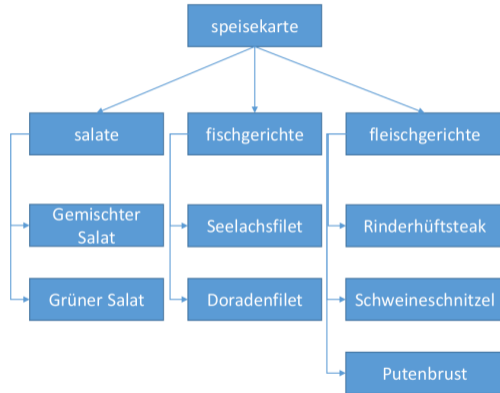 speisekarte
salate
fischgerichte
fleischgerichte
Gemischter
Salat
Seelachsfilet
Rinderhüftsteak
Grüner Salat
Doradenfilet
Schweineschnitzel
Putenbrust